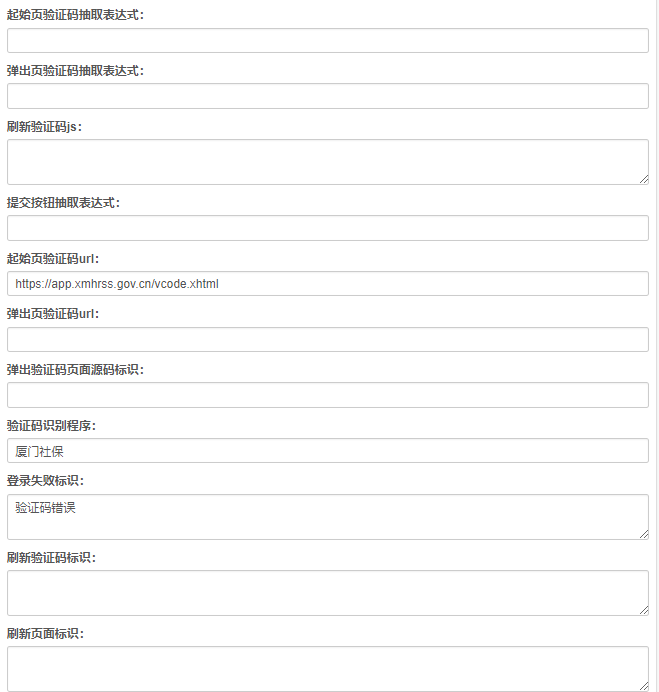 起始页验证码抽取表达式:
弹出页验证码抽取表达式:
刷新验证码js:
提交按钮抽取表达式:
起始页验证码url:
https://app.xmhrss.gov.cn/vcode.xhtml
弹出页验证码url:
弹出验证码页面源码标识:
验证码识别程序:
厦门社保
登录失败标识:
验证码错误
刷新验证码标识:
刷新页面标识: